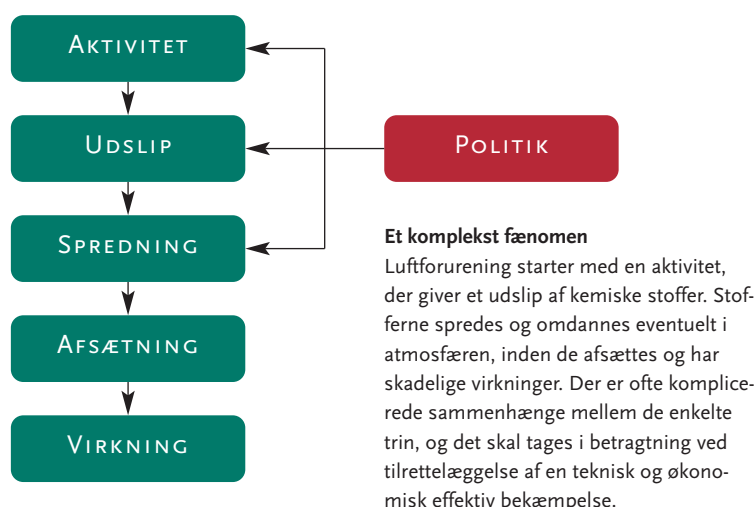 AKTIVITET
UDSLIP
POLITIK
SPREDNING
AFSÆTNING
VIRKNING
Et komplekst fænomen
Luftforurening starter med en aktivitet,
der giver et udslip af kemiske stoffer. Stof-
ferne spredes og omdannes eventuelt i
atmosfæren, inden de afsættes og har
skadelige virkninger. Der er ofte komplice-
rede sammenhænge mellem de enkelte
trin, og det skal tages i betragtning ved
tilrettelæggelse af en teknisk og økono-
misk effektiv bekæmpelse.